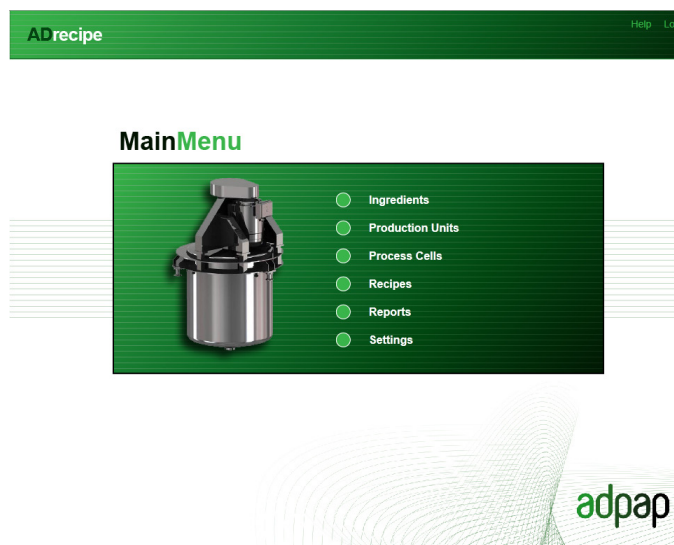 ADrecipe
Help
MainMenu
Ingredients
Production Units
Process Cells
Recipes
Reports
Settings
adpap